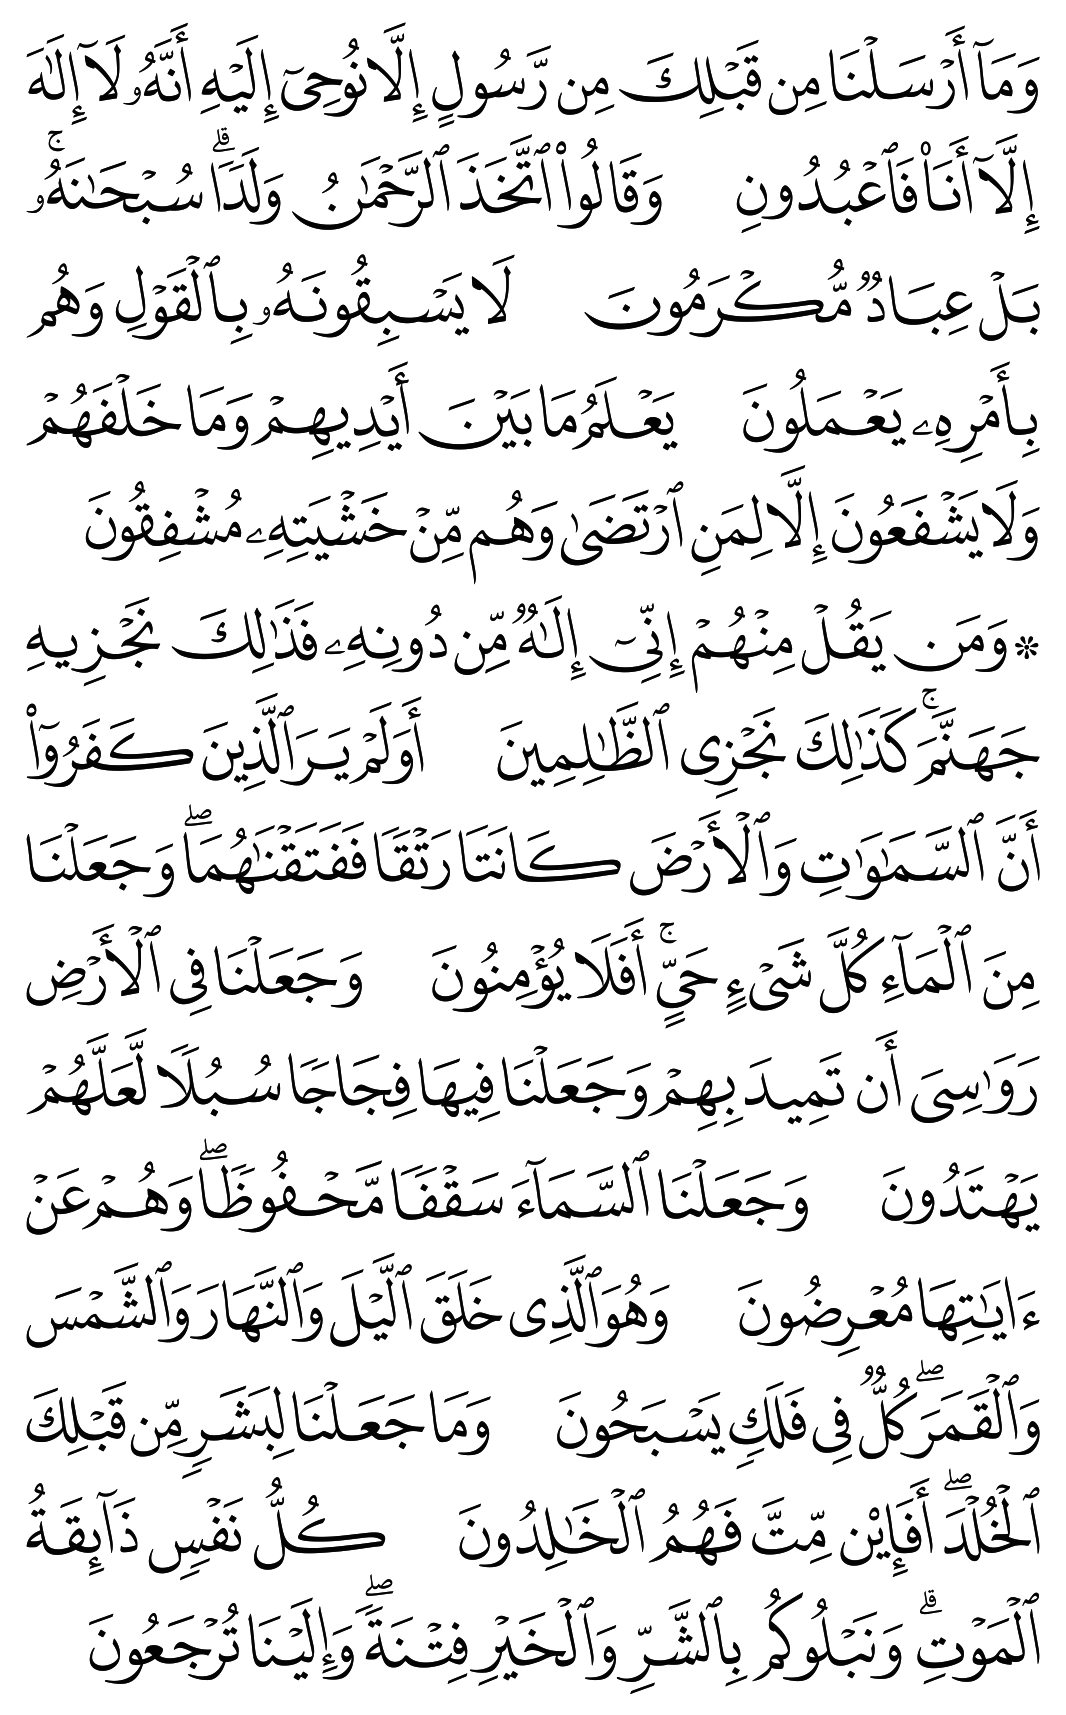 وَمَآ أَرْسَلْنَا مِن قَبْلِكَ مِن رَّسُولٍ إِلَّا نُوحِىٓ إِلَيْهِ أَنَّهُۥ لَآ إِلَٰهَ
إِلَّآ أَنَا۠ فَٱعْبُدُونِ وَقَالُوا۟ ٱتَّخَذَ ٱلرَّحْمَٰنُ وَلَدًا ۗ سُبْحَٰنَهُۥ ۚ
بَلْ عِبَادٌ مُّكْرَمُونَ لَا يَسْبِقُونَهُۥ بِٱلْقَوْلِ وَهُم
بِأَمْرِهِۦ يَعْمَلُونَ يَعْلَمُ مَا بَيْنَ أَيْدِيهِمْ وَمَا خَلْفَهُمْ
وَلَا يَشْفَعُونَ إِلَّا لِمَنِ ٱرْتَضَىٰ وَهُم مِّنْ خَشْيَتِهِۦ مُشْفِقُونَ
* وَمَن يَقُلْ مِنْهُمْ إِنِّىٓ إِلَٰهٌ مِّن دُونِهِۦ فَذَٰلِكَ نَجْزِيهِ
جَهَنَّمَ ۚ كَذَٰلِكَ نَجْزِى ٱلظَّٰلِمِينَ أَوَلَمْ يَرَ ٱلَّذِينَ كَفَرُوٓا۟
أَنَّ ٱلسَّمَٰوَٰتِ وَٱلْأَرْضَ كَانَتَا رَتْقًا فَفَتَقْنَٰهُمَا ۖ وَجَعَلْنَا
مِنَ ٱلْمَآءِ كُلَّ شَىْءٍ حَىٍّ ۚ أَفَلَا يُؤْمِنُونَ وَجَعَلْنَا فِى ٱلْأَرْضِ
رَوَٰسِىَ أَن تَمِيدَ بِهِمْ وَجَعَلْنَا فِيهَا فِجَاجًا سُبُلًا لَّعَلَّهُمْ
يَهْتَدُونَ وَجَعَلْنَا ٱلسَّمَآءَ سَقْفًا مَّحْفُوظًا ۖ وَهُمْ عَنْ
ءَايَٰتِهَا مُعْرِضُونَ وَهُوَ ٱلَّذِى خَلَقَ ٱلَّيْلَ وَٱلنَّهَارَ وَٱلشَّمْسَ
وَٱلْقَمَرَ ۖ كُلٌّ فِى فَلَكٍ يَسْبَحُونَ وَمَا جَعَلْنَا لِبَشَرٍ مِّن قَبْلِكَ
ٱلْخُلْدَ ۖ أَفَإِي۟ن مِّتَّ فَهُمُ ٱلْخَٰلِدُونَ كُلُّ نَفْسٍ ذَآئِقَةُ
ٱلْمَوْتِ ۗ وَنَبْلُوكُم بِٱلشَّرِّ وَٱلْخَيْرِ فِتْنَةً ۖ وَإِلَيْنَا تُرْجَعُونَ